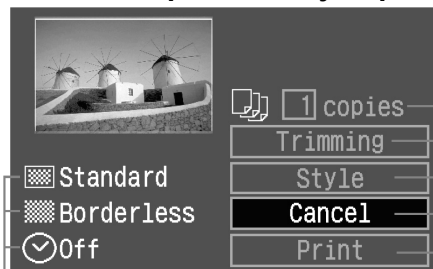 1 copies
Trimming
Standard
Style
Borderless
Cancel
Off
Print